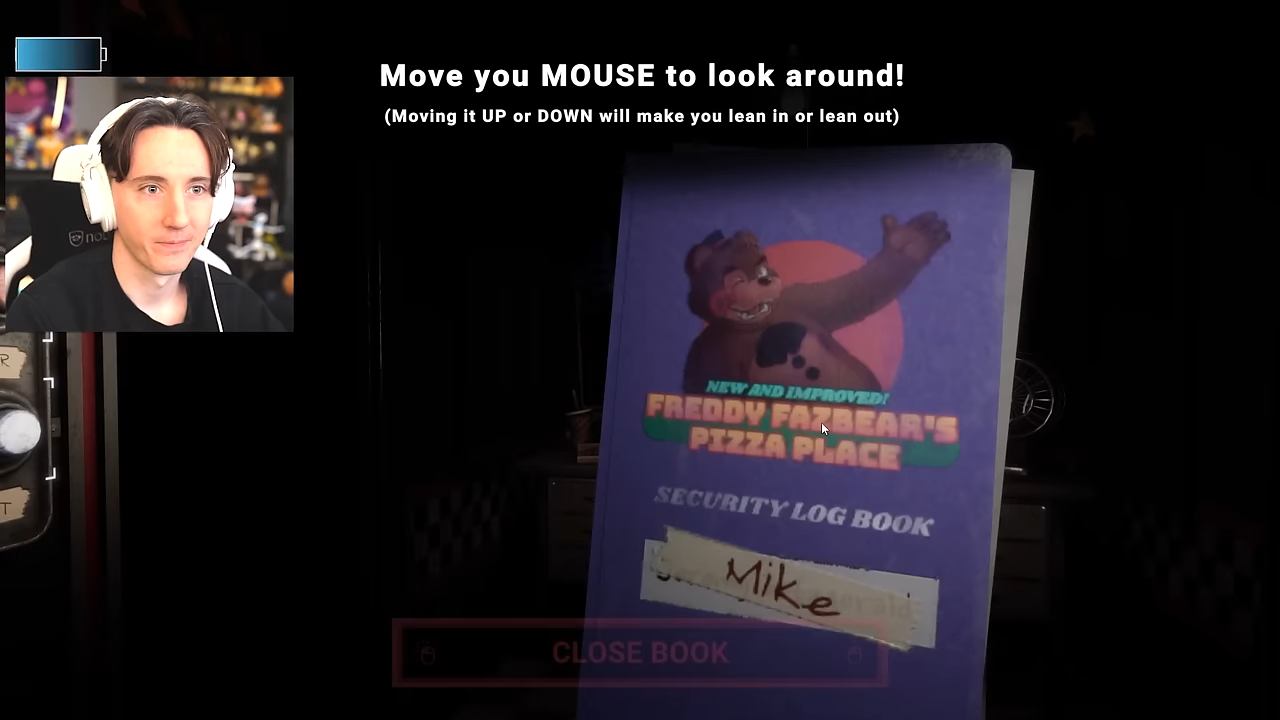 Move you MOUSE to look around!
(Moving it UP or DOWN will make you lean in or lean out)
NEW AND IMPROVED!
FREDDY FAZBEAR'S
PIZZA PLACE
SECURITY LOG BOOK
Mike
CLOSE BOOK
R
T